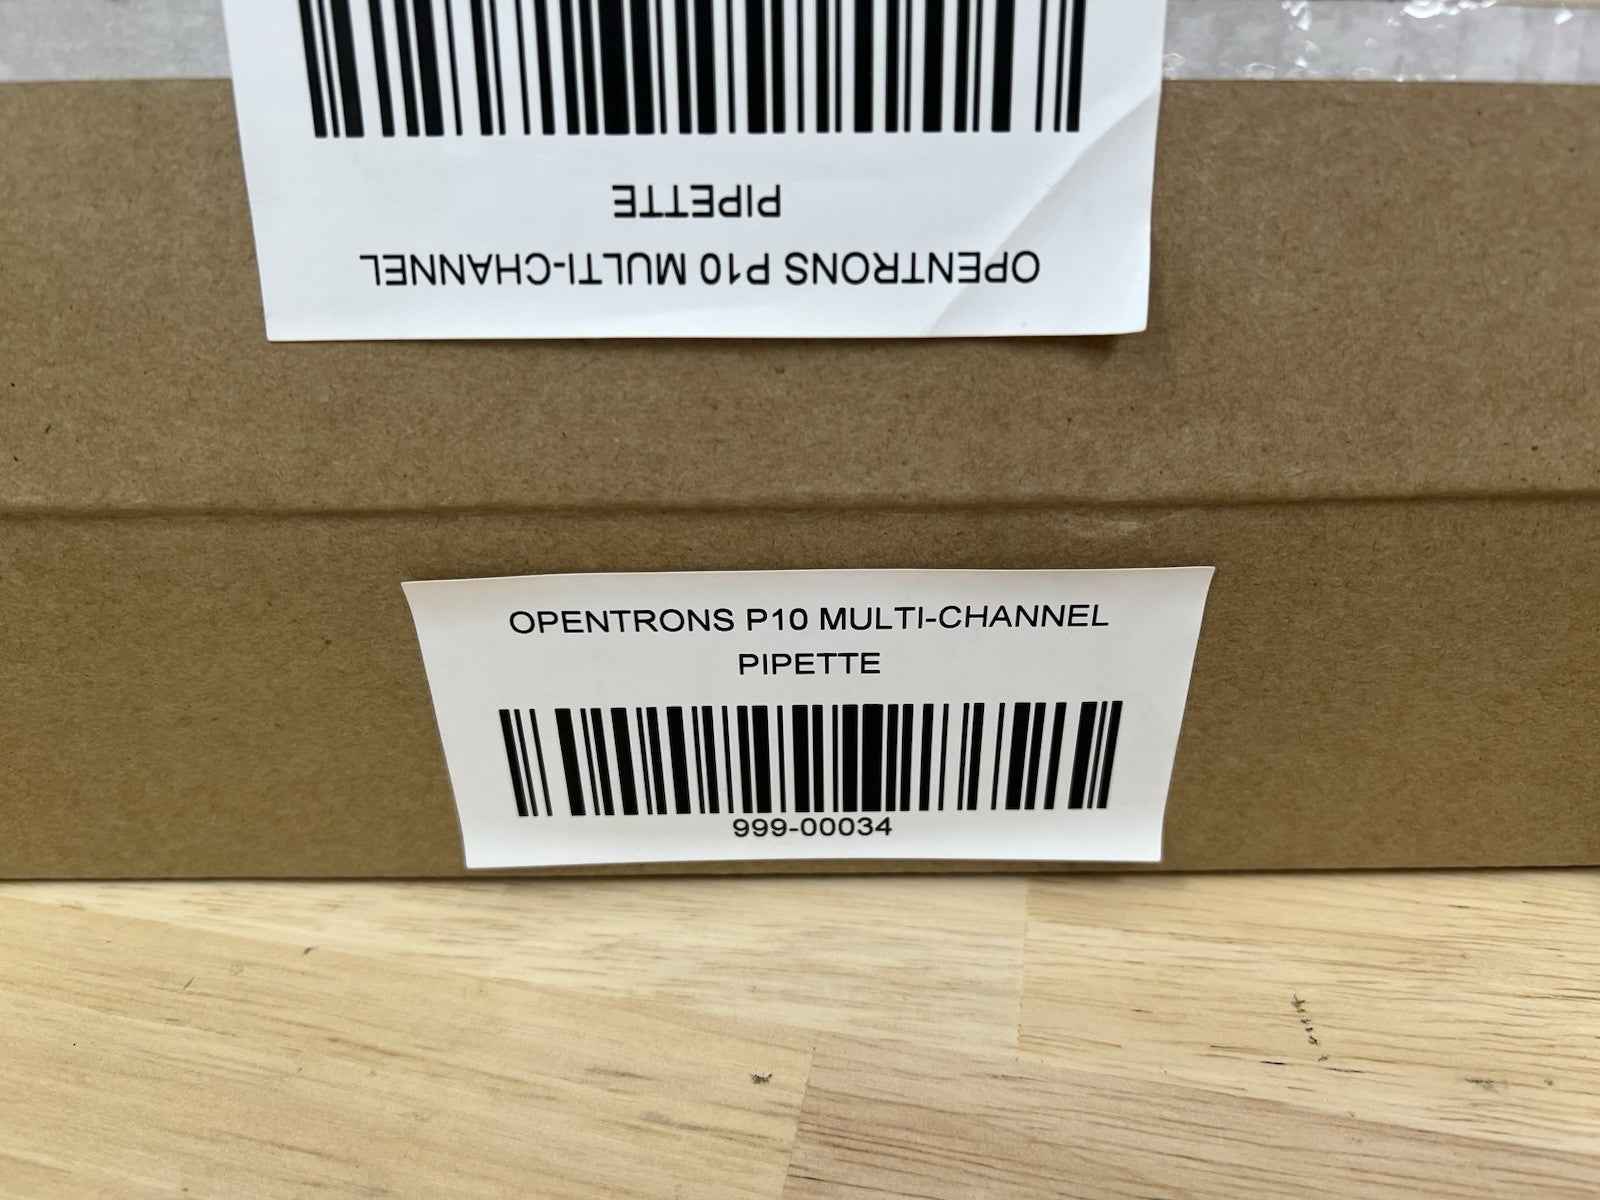 PIPETTE
OPENTRONS P10 MULTI-CHANNEL
OPENTRONS P10 MULTI-CHANNEL
PIPETTE
999-00034